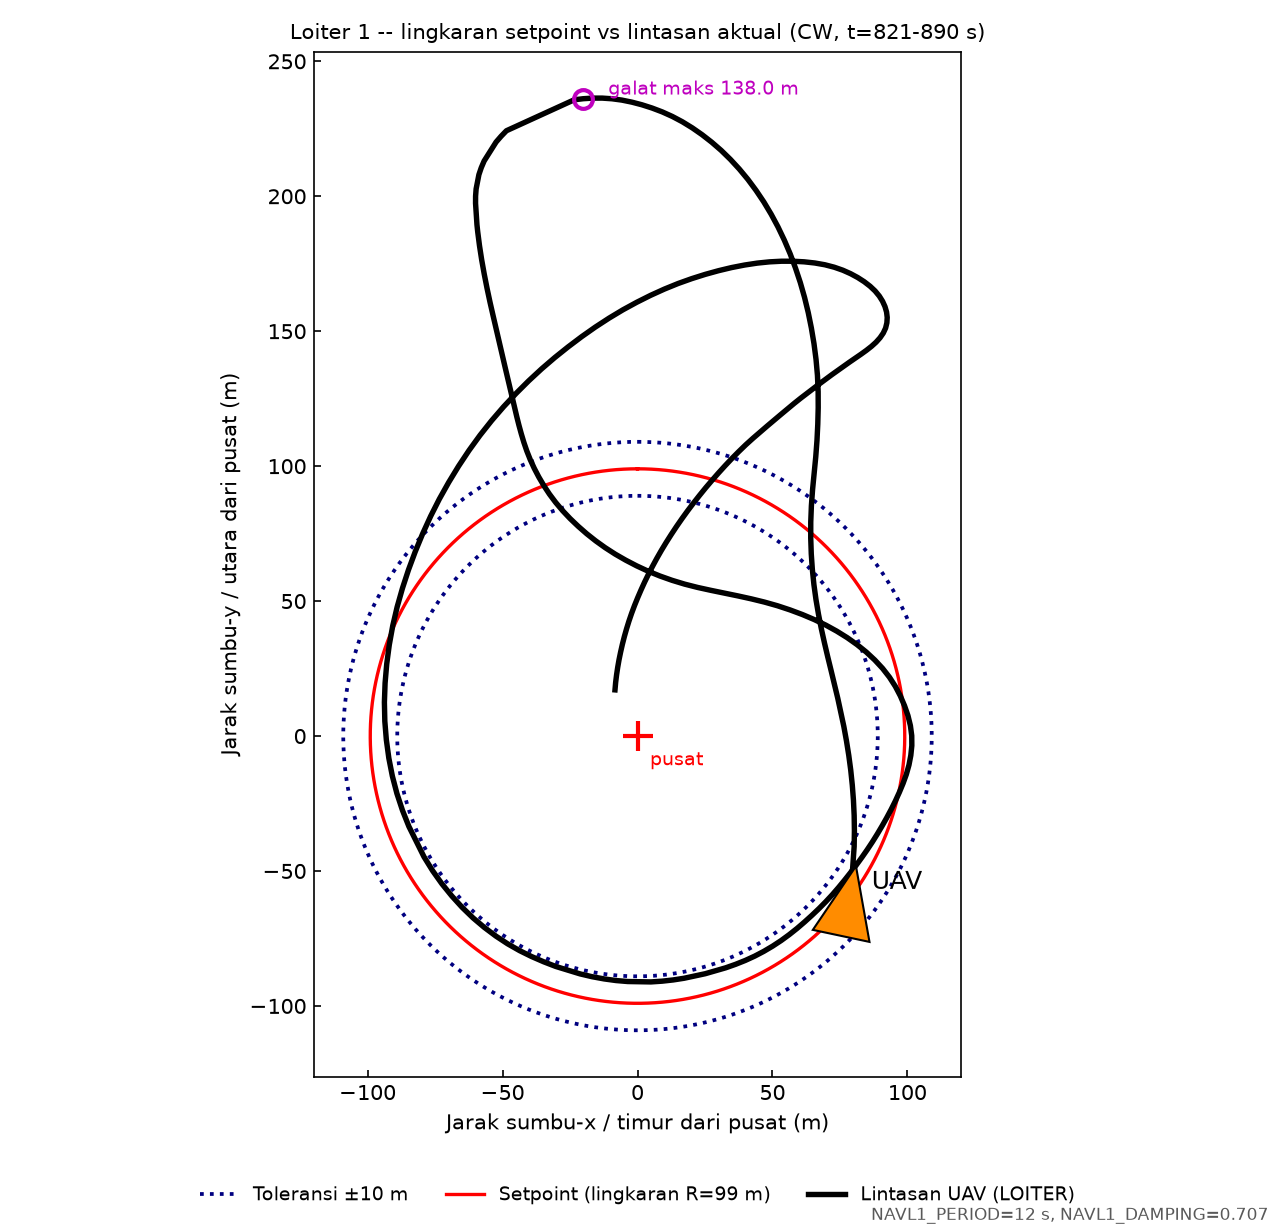 Loiter 1 -- lingkaran setpoint vs lintasan aktual (CW, t=821-890 s)
galat maks 138.0 m
250
200
150
100
50
0
−50
−100
Jarak sumbu-y / utara dari pusat (m)
pusat
UAV
−100
−50
0
50
100
Jarak sumbu-x / timur dari pusat (m)
Toleransi ±10 m
Setpoint (lingkaran R=99 m)
Lintasan UAV (LOITER)
NAVL1_PERIOD=12 s, NAVL1_DAMPING=0.707